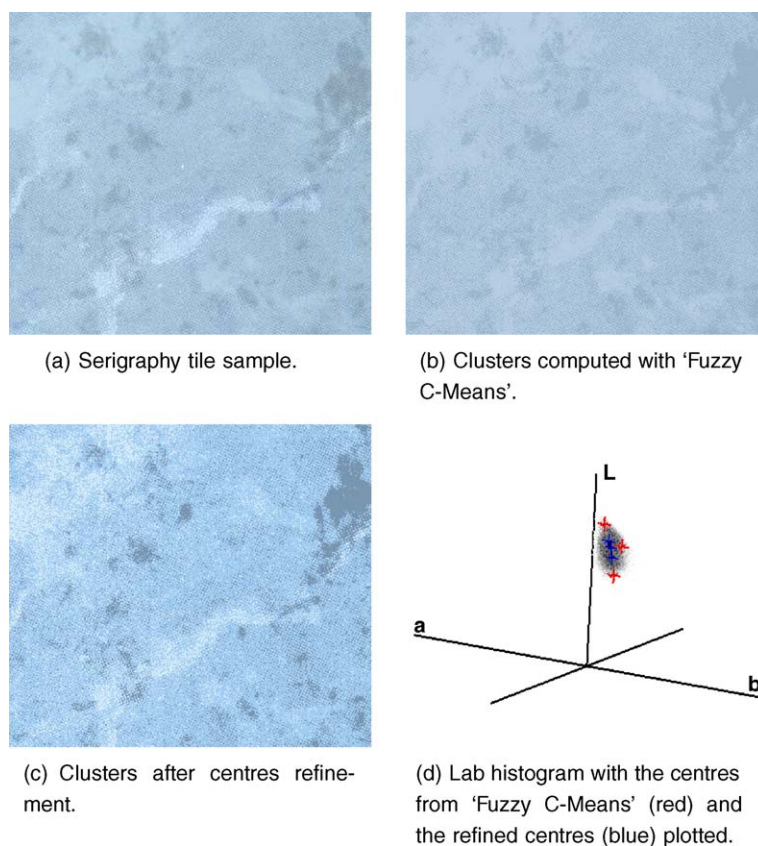 (a) Serigraphy tile sample.
(b) Clusters computed with ‘Fuzzy
C-Means’.
(c) Clusters after centres refine-
ment.
L
a
b
(d) Lab histogram with the centres
from ‘Fuzzy C-Means’ (red) and
the refined centres (blue) plotted.